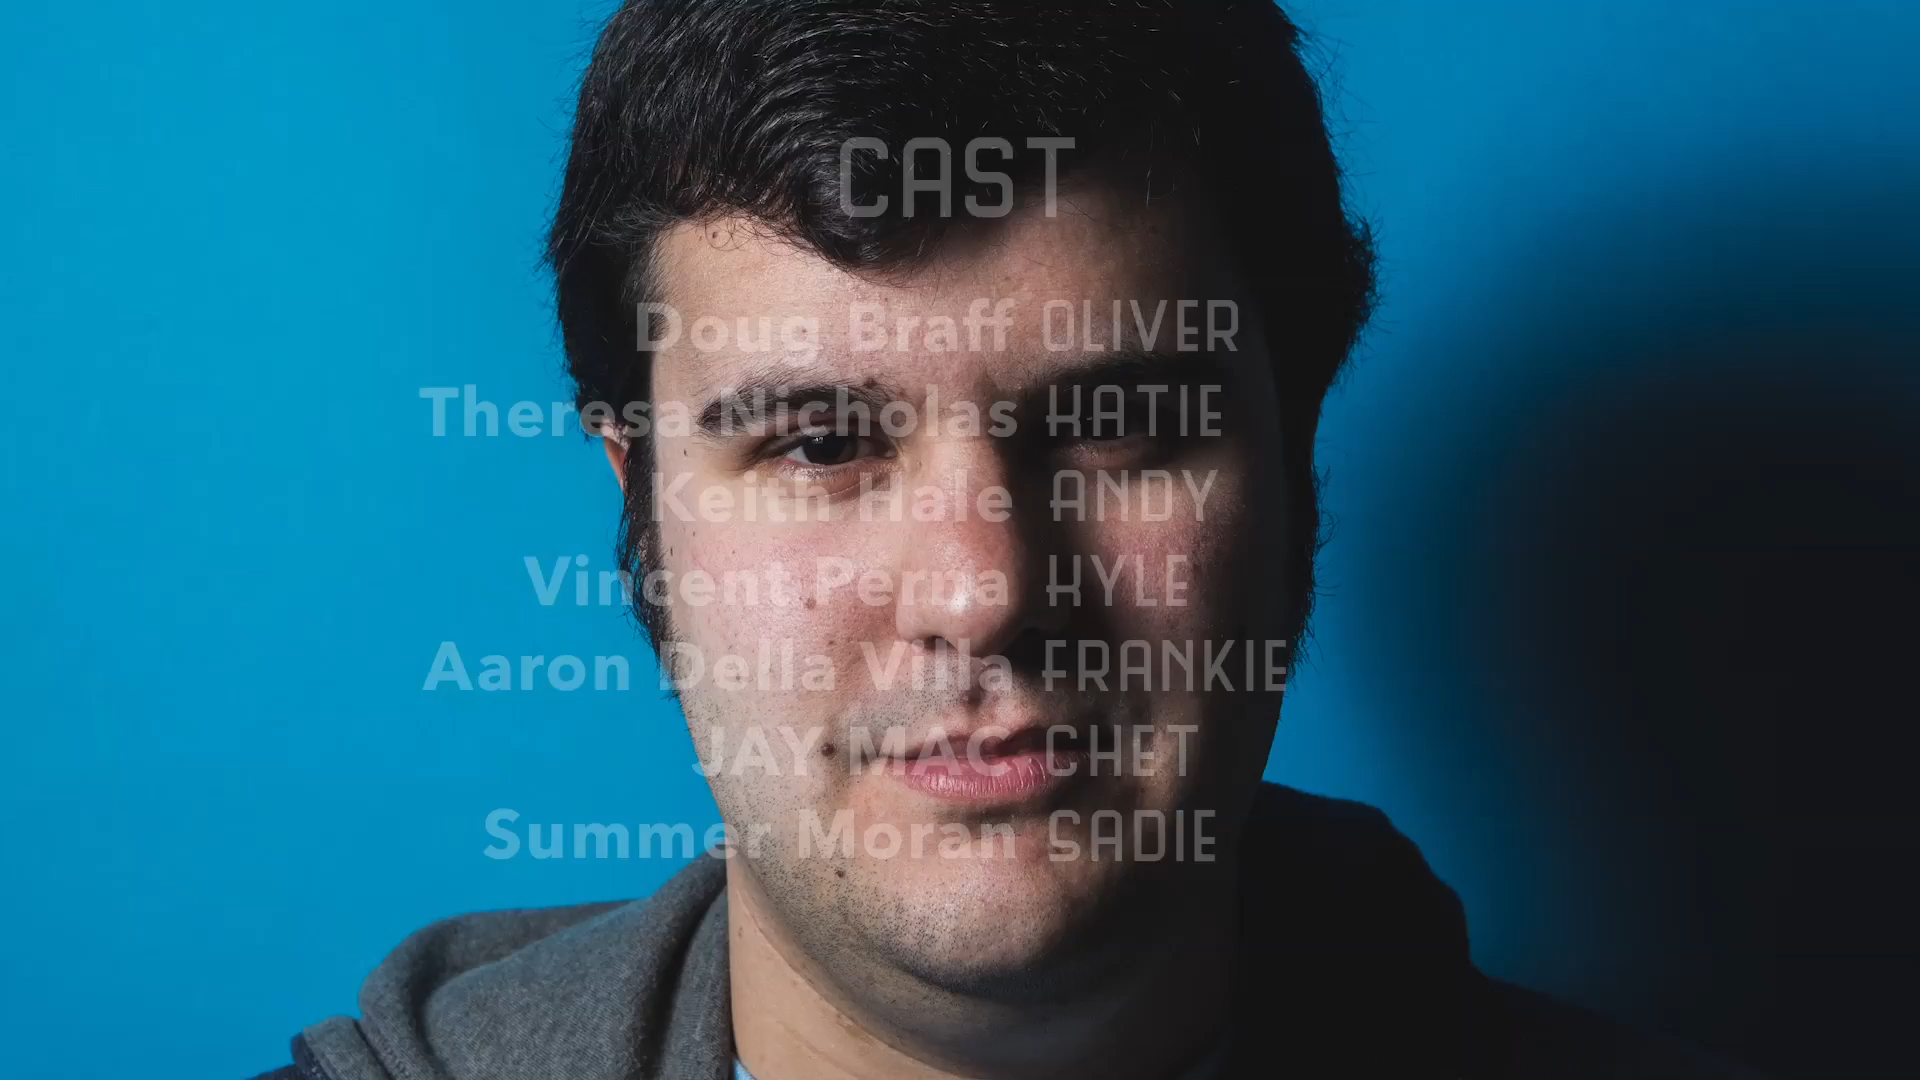 CAST
Doug Braff OLIVER
Theresa Nicholas KATIE
Keith Hale ANDY
Vincent Perna KYLE
Aaron Della Villa FRANKIE
JAY MAC CHET
Summer Moran SADIE